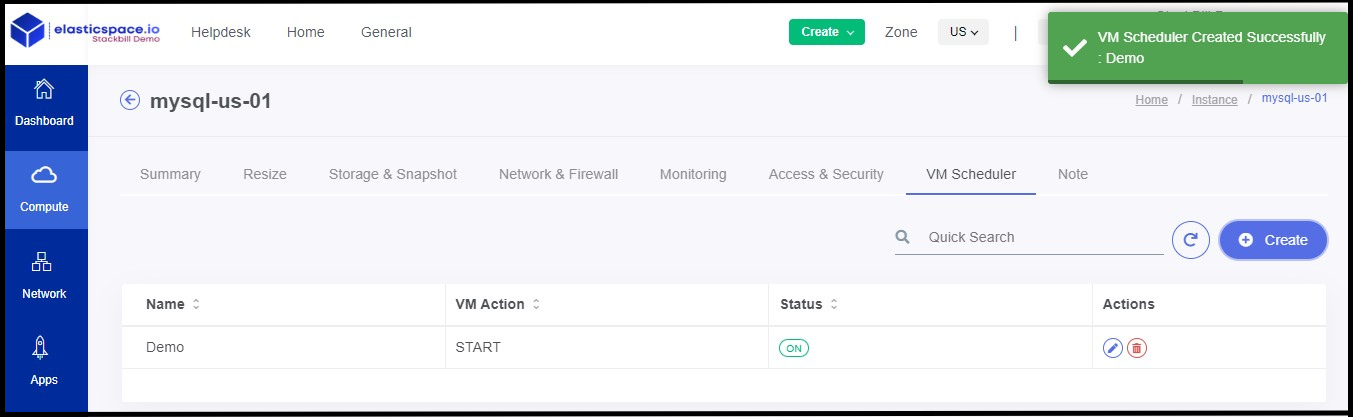 elasticspace.io
Stackbill Demo
Helpdesk
Home
General
Create
Zone
US
|
VM Scheduler Created Successfully
: Demo
Dashboard
Compute
Network
Apps
mysql-us-01
Home / Instance / mysql-us-01
Summary
Resize
Storage & Snapshot
Network & Firewall
Monitoring
Access & Security
VM Scheduler
Note
Quick Search
Create
Name
VM Action
Status
Actions
Demo
START
ON